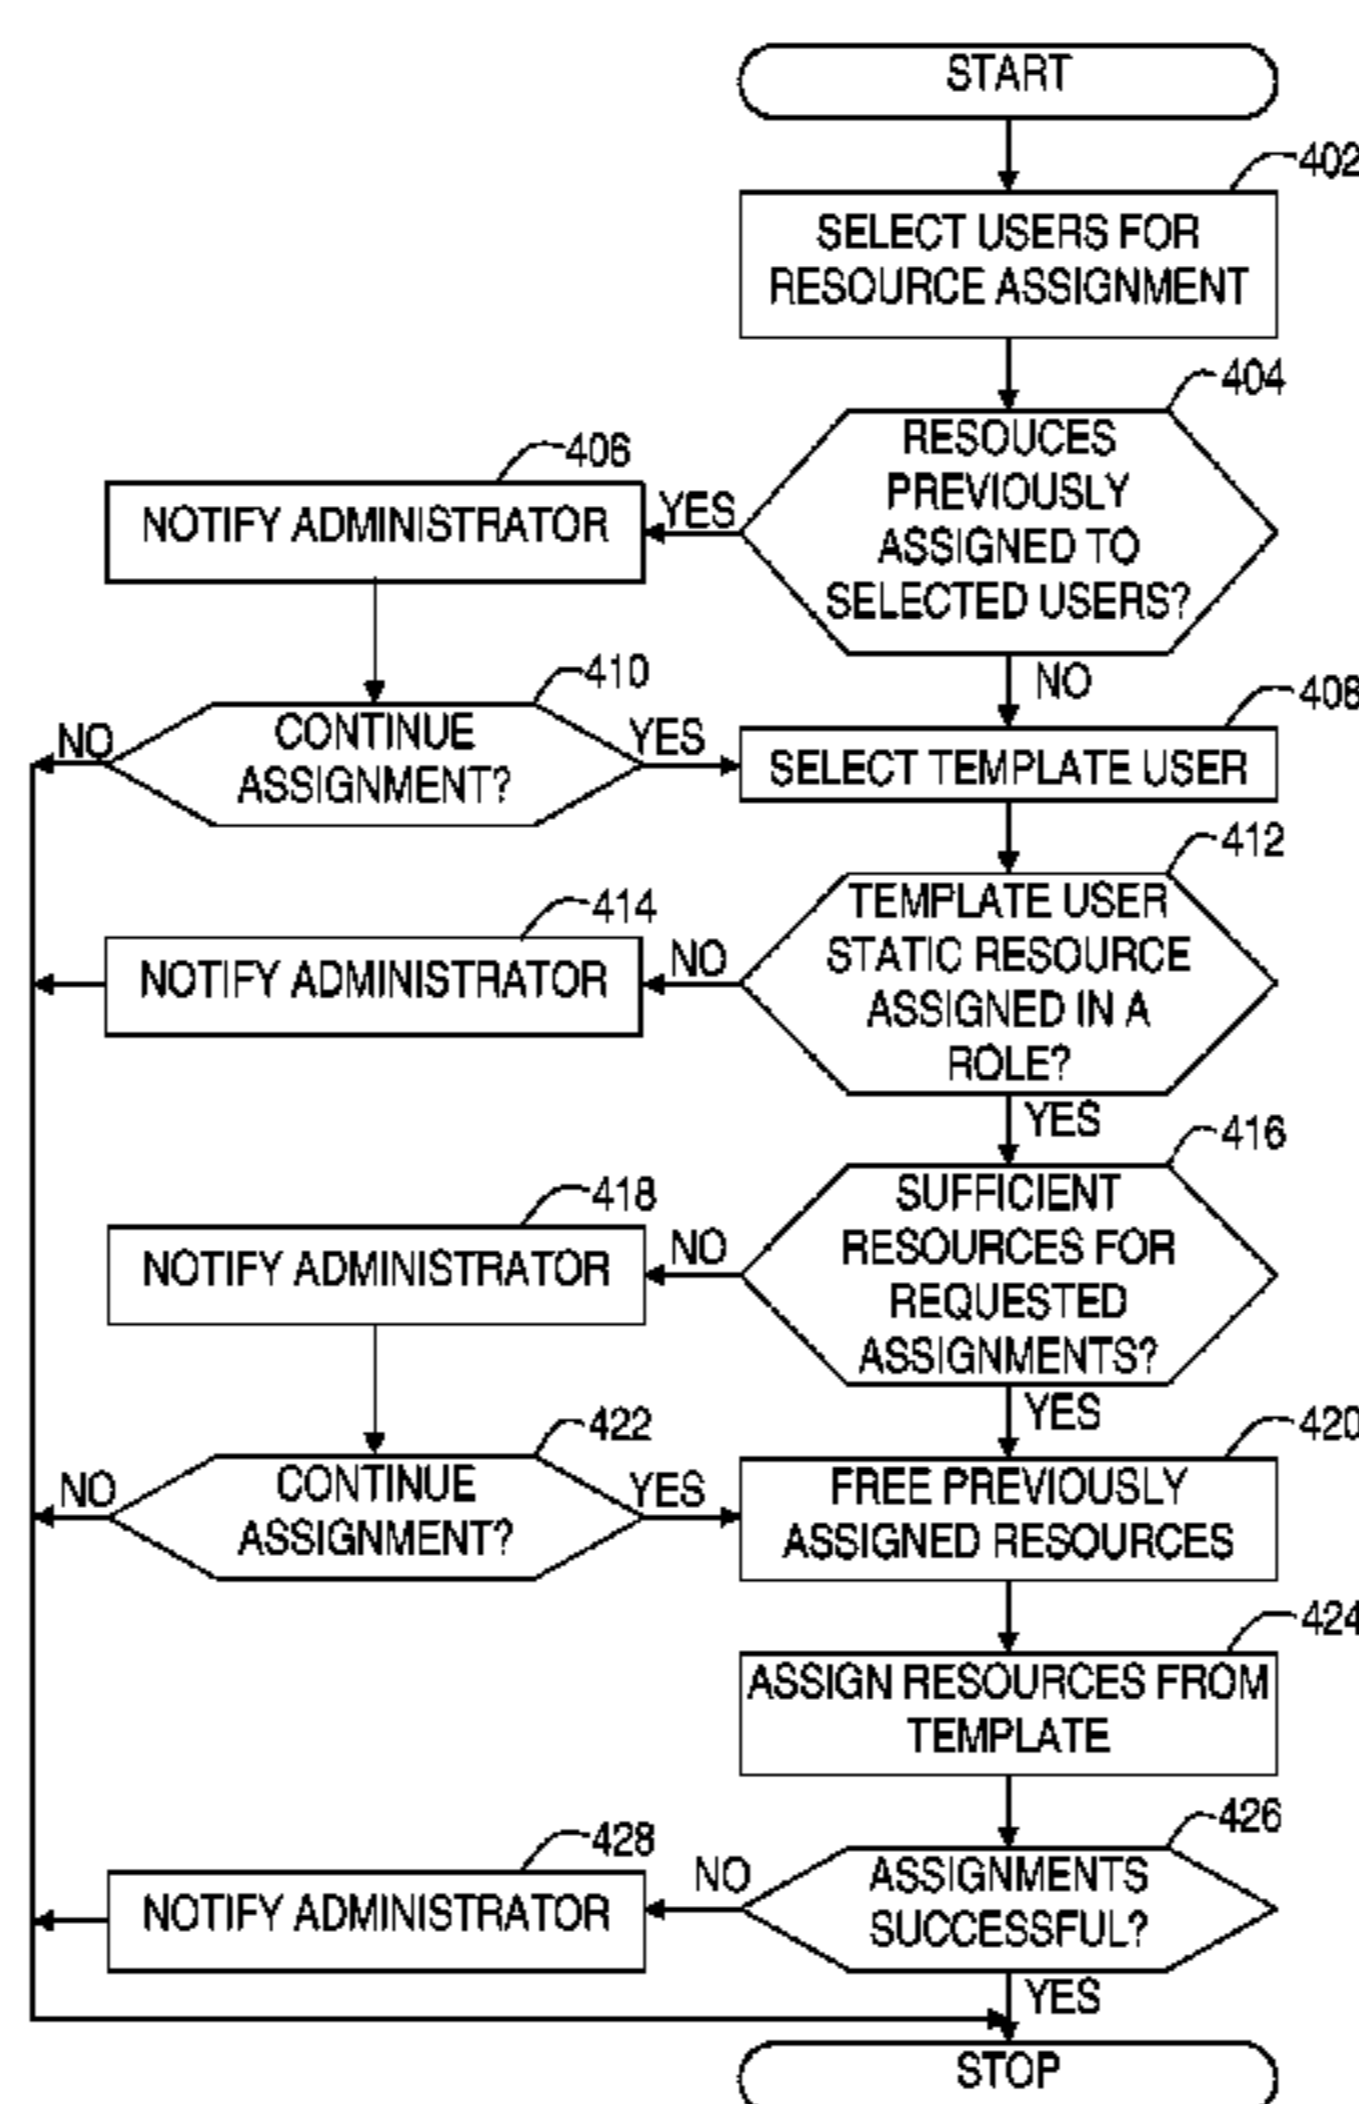 START
402
SELECT USERS FOR
RESOURCE ASSIGNMENT
404
RESOUCES
PREVIOUSLY
ASSIGNED TO
SELECTED USERS?
YES
406
NOTIFY ADMINISTRATOR
NO
410
CONTINUE
ASSIGNMENT?
NO
YES
408
SELECT TEMPLATE USER
412
TEMPLATE USER
STATIC RESOURCE
ASSIGNED IN A
ROLE?
NO
414
NOTIFY ADMINISTRATOR
YES
416
SUFFICIENT
RESOURCES FOR
REQUESTED
ASSIGNMENTS?
NO
418
NOTIFY ADMINISTRATOR
YES
422
CONTINUE
ASSIGNMENT?
NO
YES
420
FREE PREVIOUSLY
ASSIGNED RESOURCES
424
ASSIGN RESOURCES FROM
TEMPLATE
426
ASSIGNMENTS
SUCCESSFUL?
NO
428
NOTIFY ADMINISTRATOR
YES
STOP